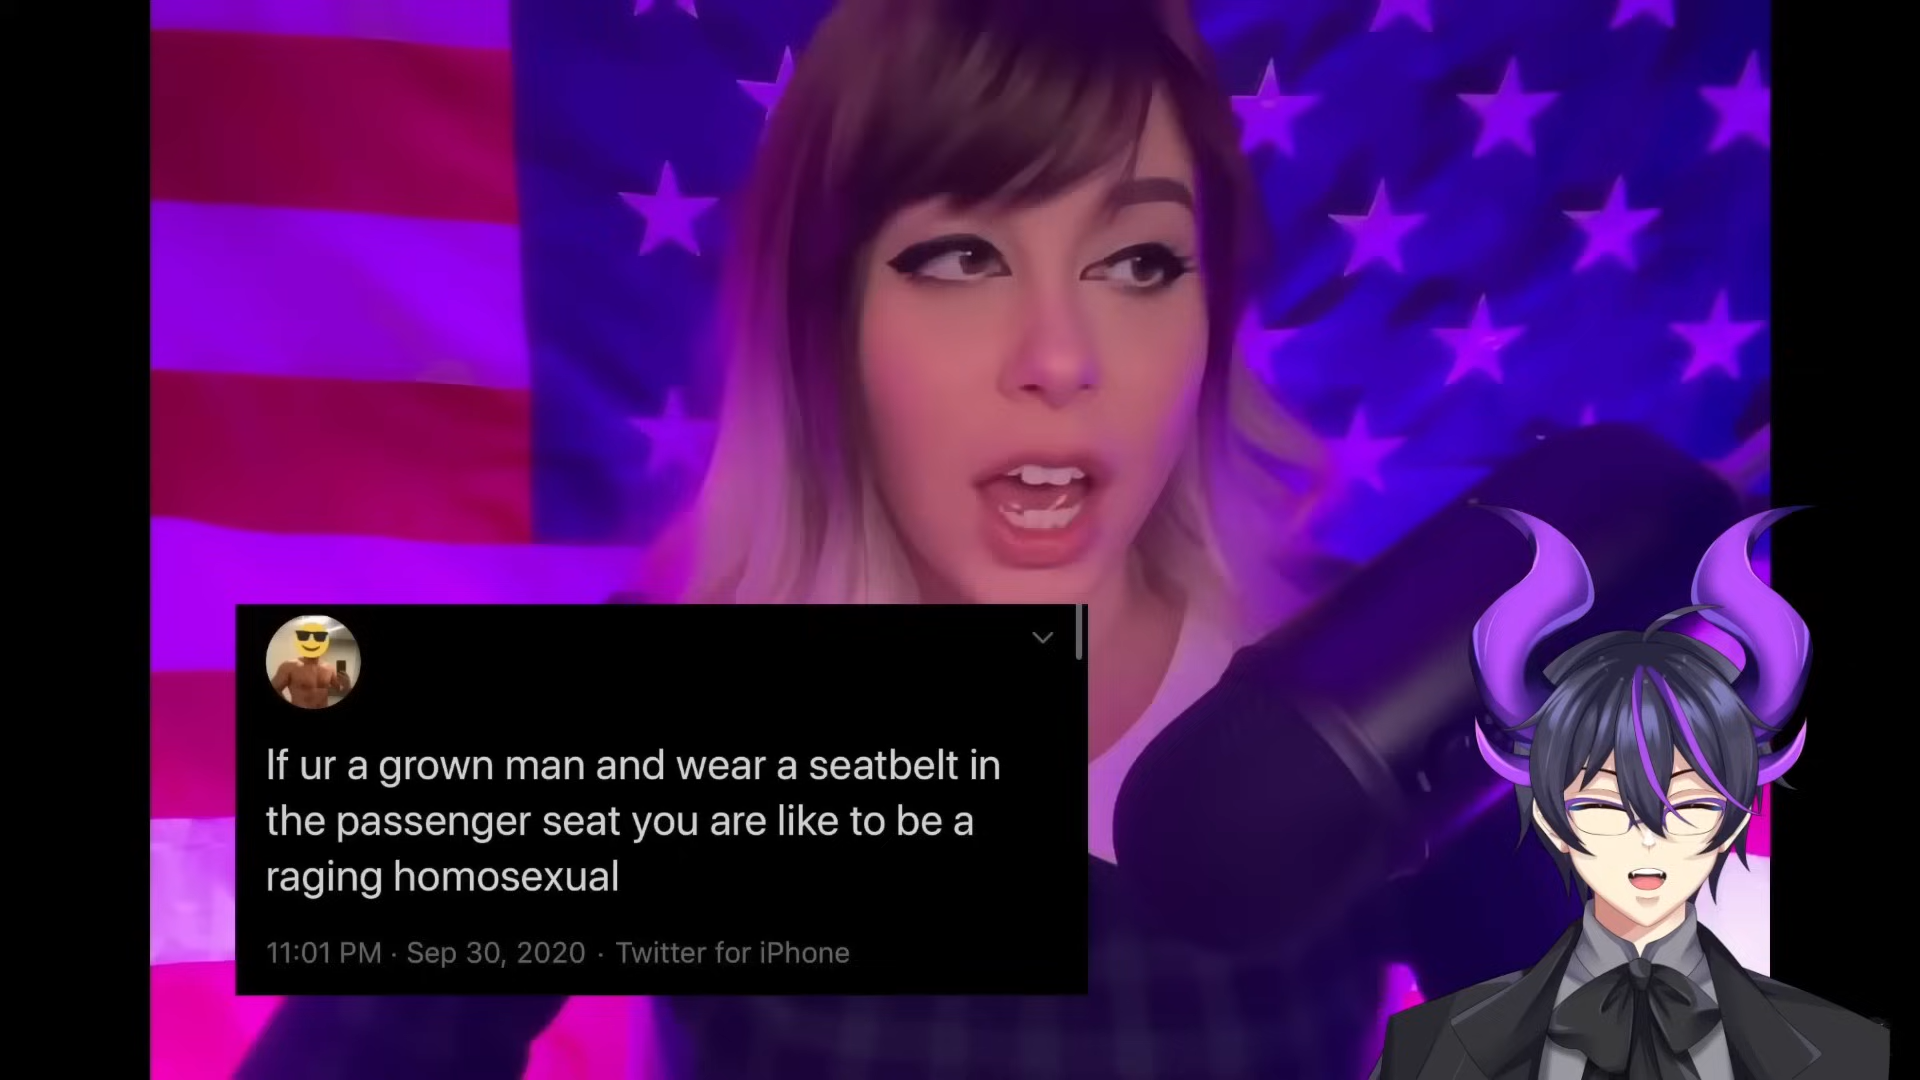 If ur a grown man and wear a seatbelt in
the passenger seat you are like to be a
raging homosexual
11:01 PM · Sep 30, 2020 · Twitter for iPhone